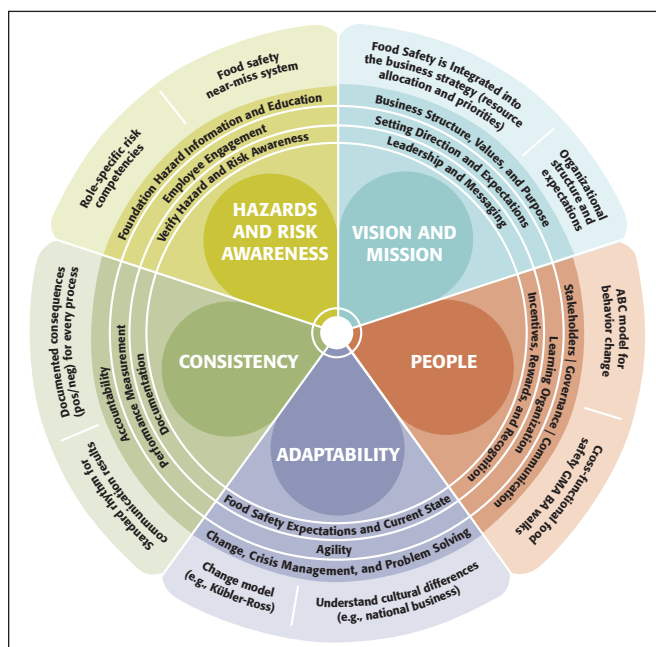 Food Safety is Integrated into
the business strategy (resource
allocation and priorities)
Organizational
structure and
expectations
Business Structure, Values, and Purpose
Setting Direction and Expectations
Leadership and Messaging
VISION AND
MISSION
ABC model for
behavior change
Cross-functional food
safety GMA BA walks
Stakeholders | Governance | Communication
Learning Organization
Incentives, Rewards, and Recognition
PEOPLE
ADAPTABILITY
Food Safety Expectations and Current State
Agility
Change, Crisis Management, and Problem Solving
Change model
(e.g., Kübler-Ross)
Understand cultural differences
(e.g., national business)
CONSISTENCY
Documentation
Performance Measurement
Accountability
Documented consequences
(pos/neg) for every process
Standard rhythm for
communication results
Role-specific risk
competencies
Food safety
near-miss system
Foundation Hazard Information and Education
Employee Engagement
Verify Hazard and Risk Awareness
HAZARDS
AND RISK
AWARENESS